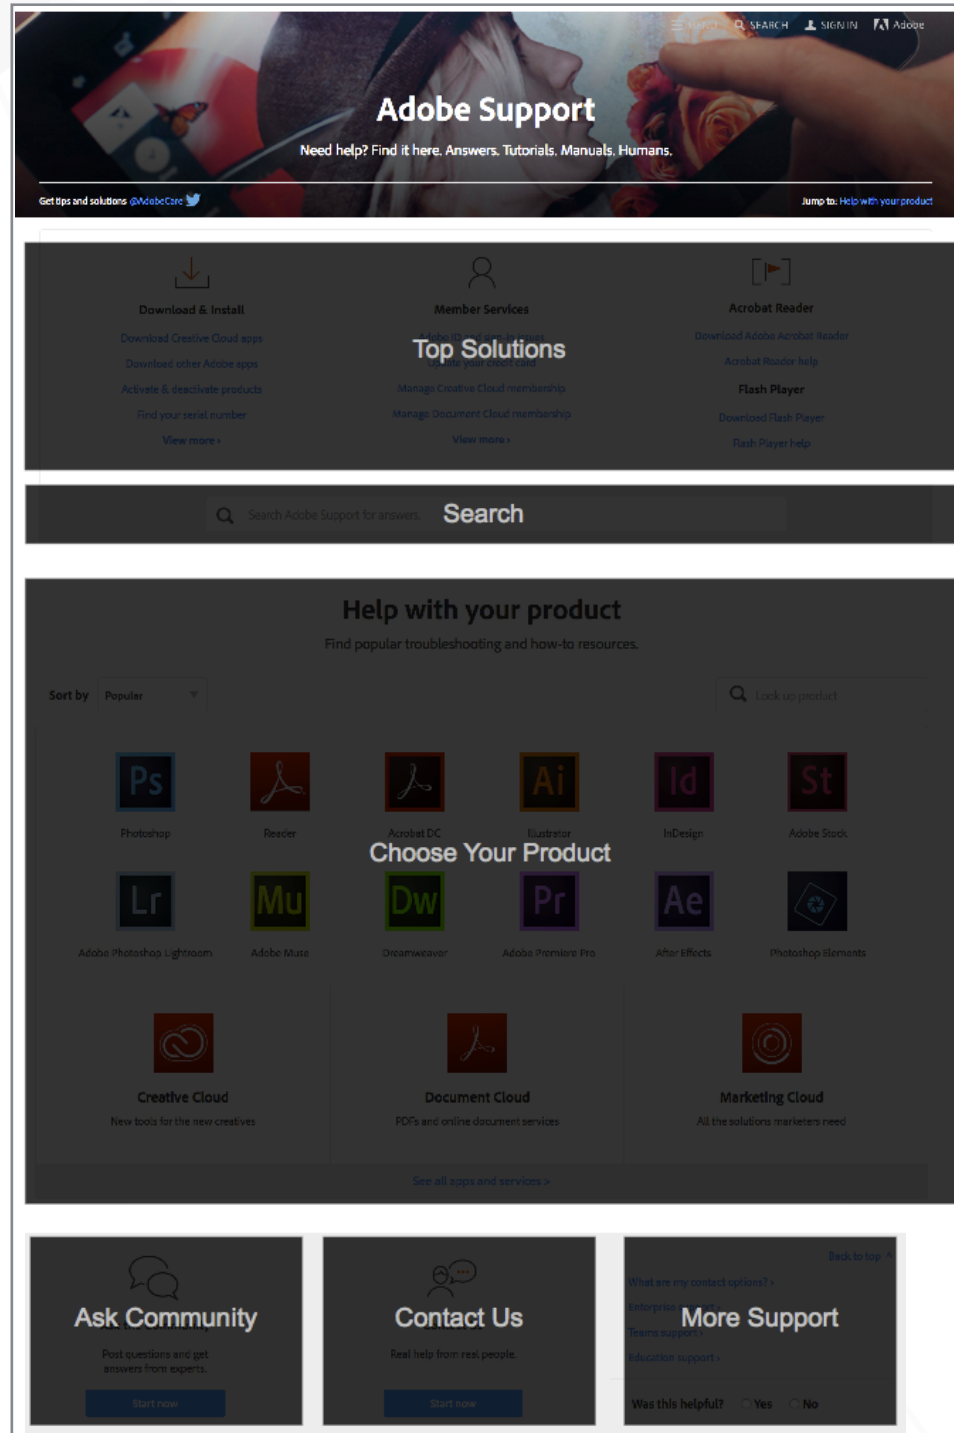 MENU SEARCH SIGN IN Adobe
Adobe Support
Need help? Find it here. Answers. Tutorials. Manuals. Humans.
Get tips and solutions @AdobeCare
Jump to: Help with your product
Download & Install
Download Creative Cloud apps
Download other Adobe apps
Activate & deactivate products
Find your serial number
View more ›
Member Services
Adobe ID and sign-in issues
Update your credit card
Manage Creative Cloud membership
Manage Document Cloud membership
View more ›
Acrobat Reader
Download Adobe Acrobat Reader
Acrobat Reader help
Flash Player
Download Flash Player
Flash Player help
Top Solutions
Search Adobe Support for answers.
Search
Help with your product
Find popular troubleshooting and how-to resources.
Sort by Popular
Look up product
Ps Ai Id St
Photoshop Reader Acrobat DC Illustrator InDesign Adobe Stock
Choose Your Product
Lr Mu Dw Pr Ae
Adobe Photoshop Lightroom Adobe Muse Dreamweaver Adobe Premiere Pro After Effects Photoshop Elements
Creative Cloud
New tools for the new creatives
Document Cloud
PDFs and online document services
Marketing Cloud
All the solutions marketers need
See all apps and services >
Ask Community
Post questions and get
answers from experts.
Start now
Contact Us
Real help from real people.
Start now
Back to top ^
What are my contact options? ›
Enterprise support ›
More Support
Teams support ›
Education support ›
Was this helpful? Yes No